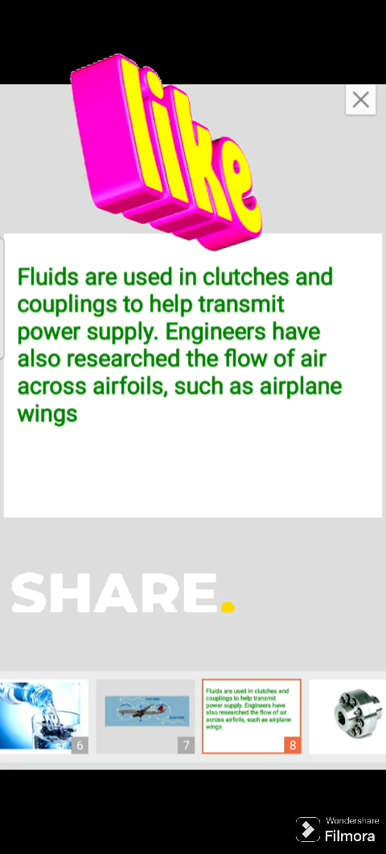 like
Fluids are used in clutches and
couplings to help transmit
power supply. Engineers have
also researched the flow of air
across airfoils, such as airplane
wings
SHARE.
6
7
Fluids are used in clutches and
couplings to help transmit
power supply. Engineers have
also researched the flow of air
across airfoils, such as airplane
wings
8
Wondershare
Filmora